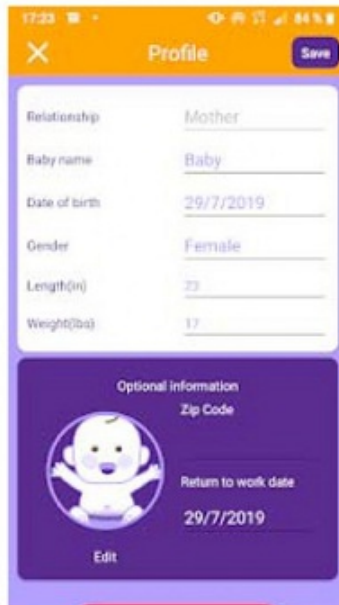 17:23 84%
Profile Save
Relationship Mother
Baby name Baby
Date of birth 29/7/2019
Gender Female
Length(in) 23
Weight(lbs) 17
Optional information
Zip Code
Return to work date
29/7/2019
Edit